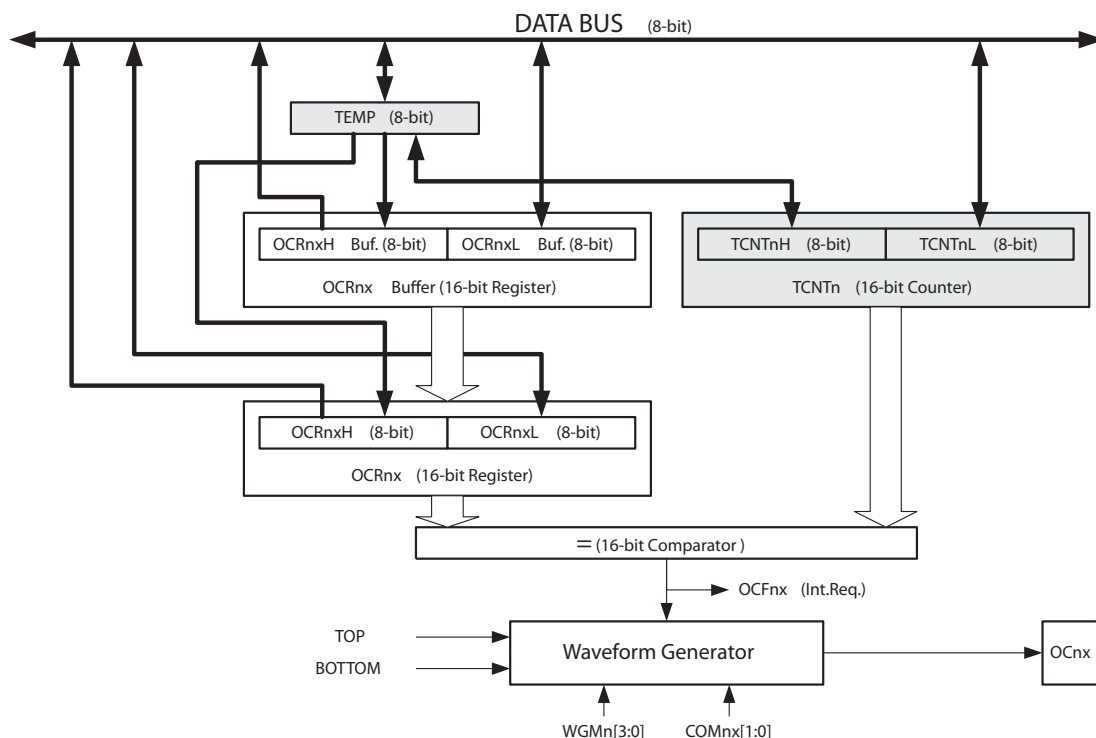 DATA BUS (8-bit)
TEMP (8-bit)
OCRnxH Buf. (8-bit)
OCRnxL Buf. (8-bit)
OCRnx Buffer (16-bit Register)
TCNTnH (8-bit)
TCNTnL (8-bit)
TCNTn (16-bit Counter)
OCRnxH (8-bit)
OCRnxL (8-bit)
OCRnx (16-bit Register)
= (16-bit Comparator )
OCFnx (Int.Req.)
TOP
BOTTOM
Waveform Generator
OCnx
WGMn[3:0]
COMnx[1:0]